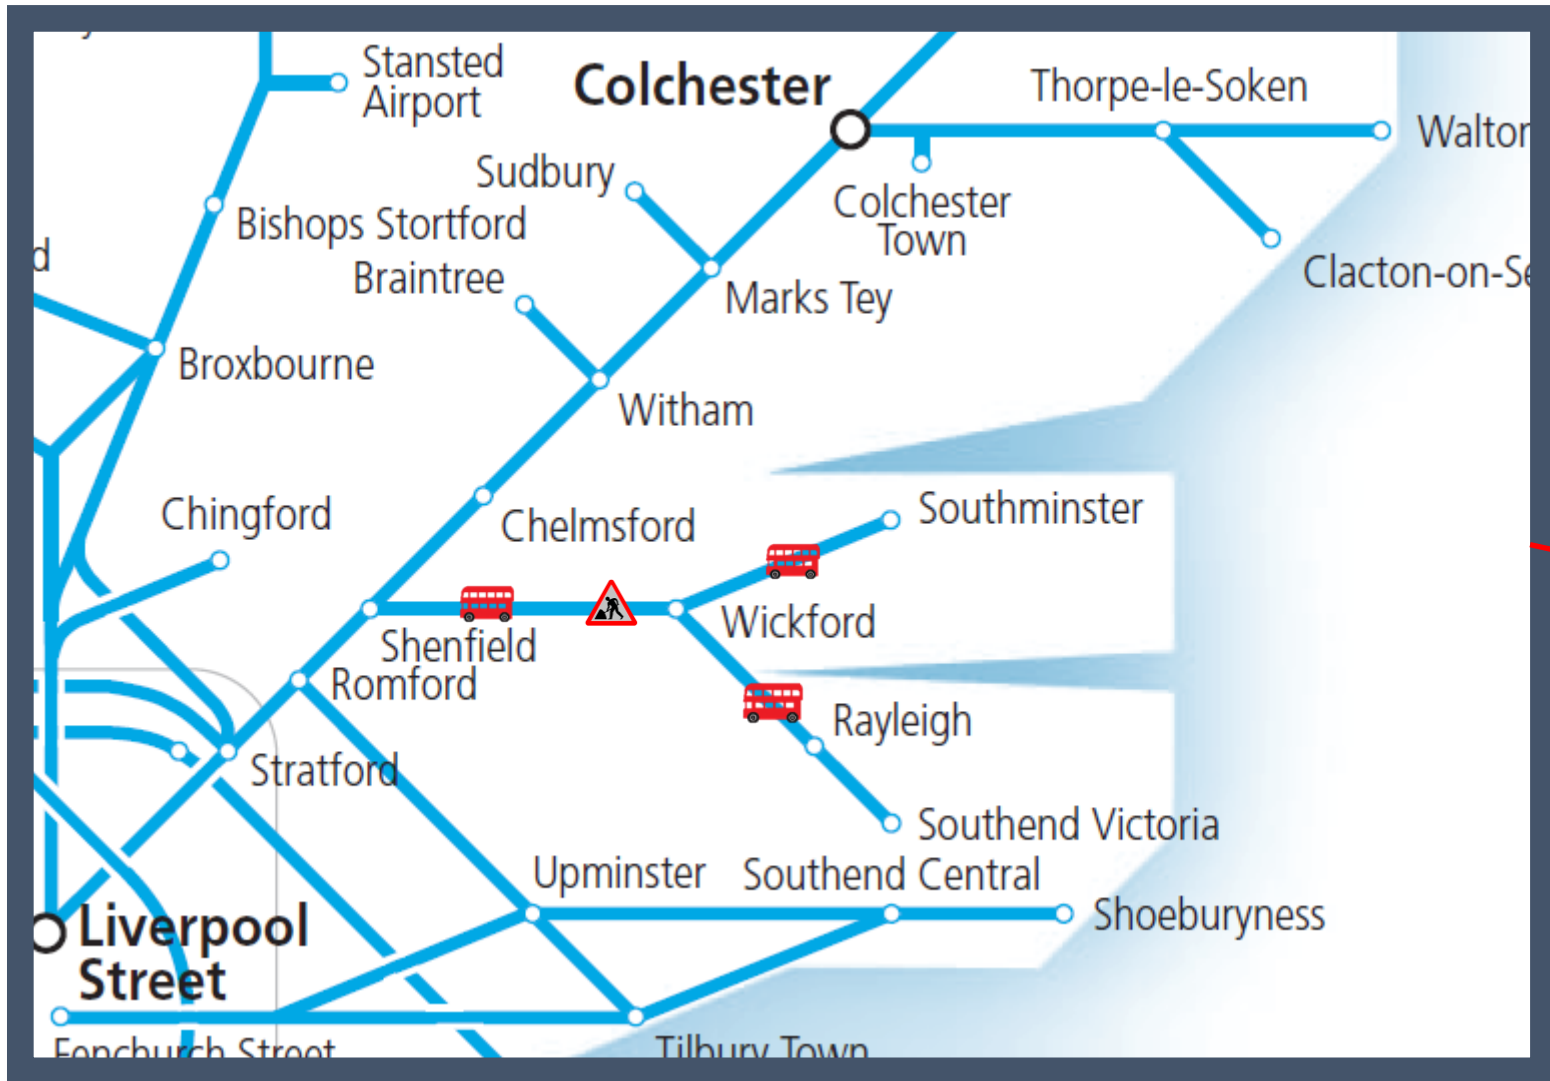 Stansted
Airport
Colchester
Thorpe-le-Soken
Walton
Sudbury
Colchester
Town
Bishops Stortford
d
Braintree
Clacton-on-Se
Marks Tey
Broxbourne
Witham
Chingford
Southminster
Chelmsford
Wickford
Shenfield
Romford
Rayleigh
Stratford
Southend Victoria
Upminster
Southend Central
Liverpool
Street
Shoeburyness
Fenchurch Street
Tilbury Town